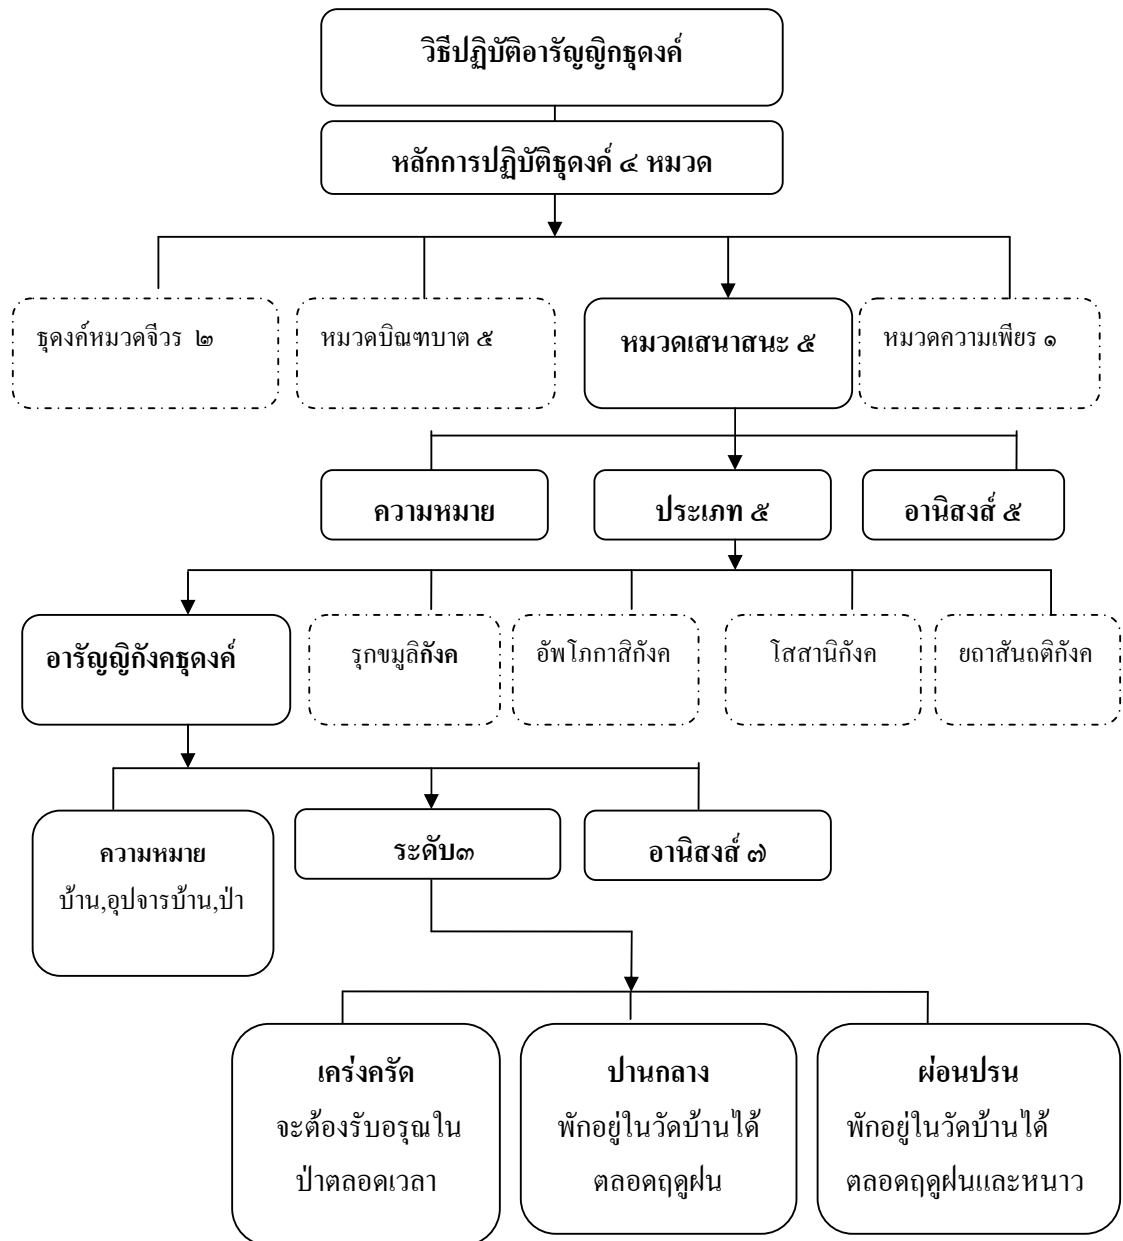 วิธีปฏิบัติอารัญญิกธุดงค์
หลักการปฏิบัติธุดงค์ ๔ หมวด
ธุดงค์หมวดจีวร ๒
หมวดบิณฑบาต ๕
หมวดเสนาสนะ ๕
หมวดความเพียร ๑
ความหมาย
ประเภท ๕
อานิสงส์ ๕
อารัญญิกังคธุดงค์
รุกขมูลิกังค
อัพโภกาสิกังค
โสสานิกังค
ยถาสันถติกังค
ความหมาย
บ้าน,อุปจารบ้าน,ป่า
ระดับ๓
อานิสงส์ ๗
เคร่งครัด
จะต้องรับอรุณใน
ป่าตลอดเวลา
ปานกลาง
พักอยู่ในวัดบ้านได้
ตลอดฤดูฝน
ผ่อนปรน
พักอยู่ในวัดบ้านได้
ตลอดฤดูฝนและหนาว